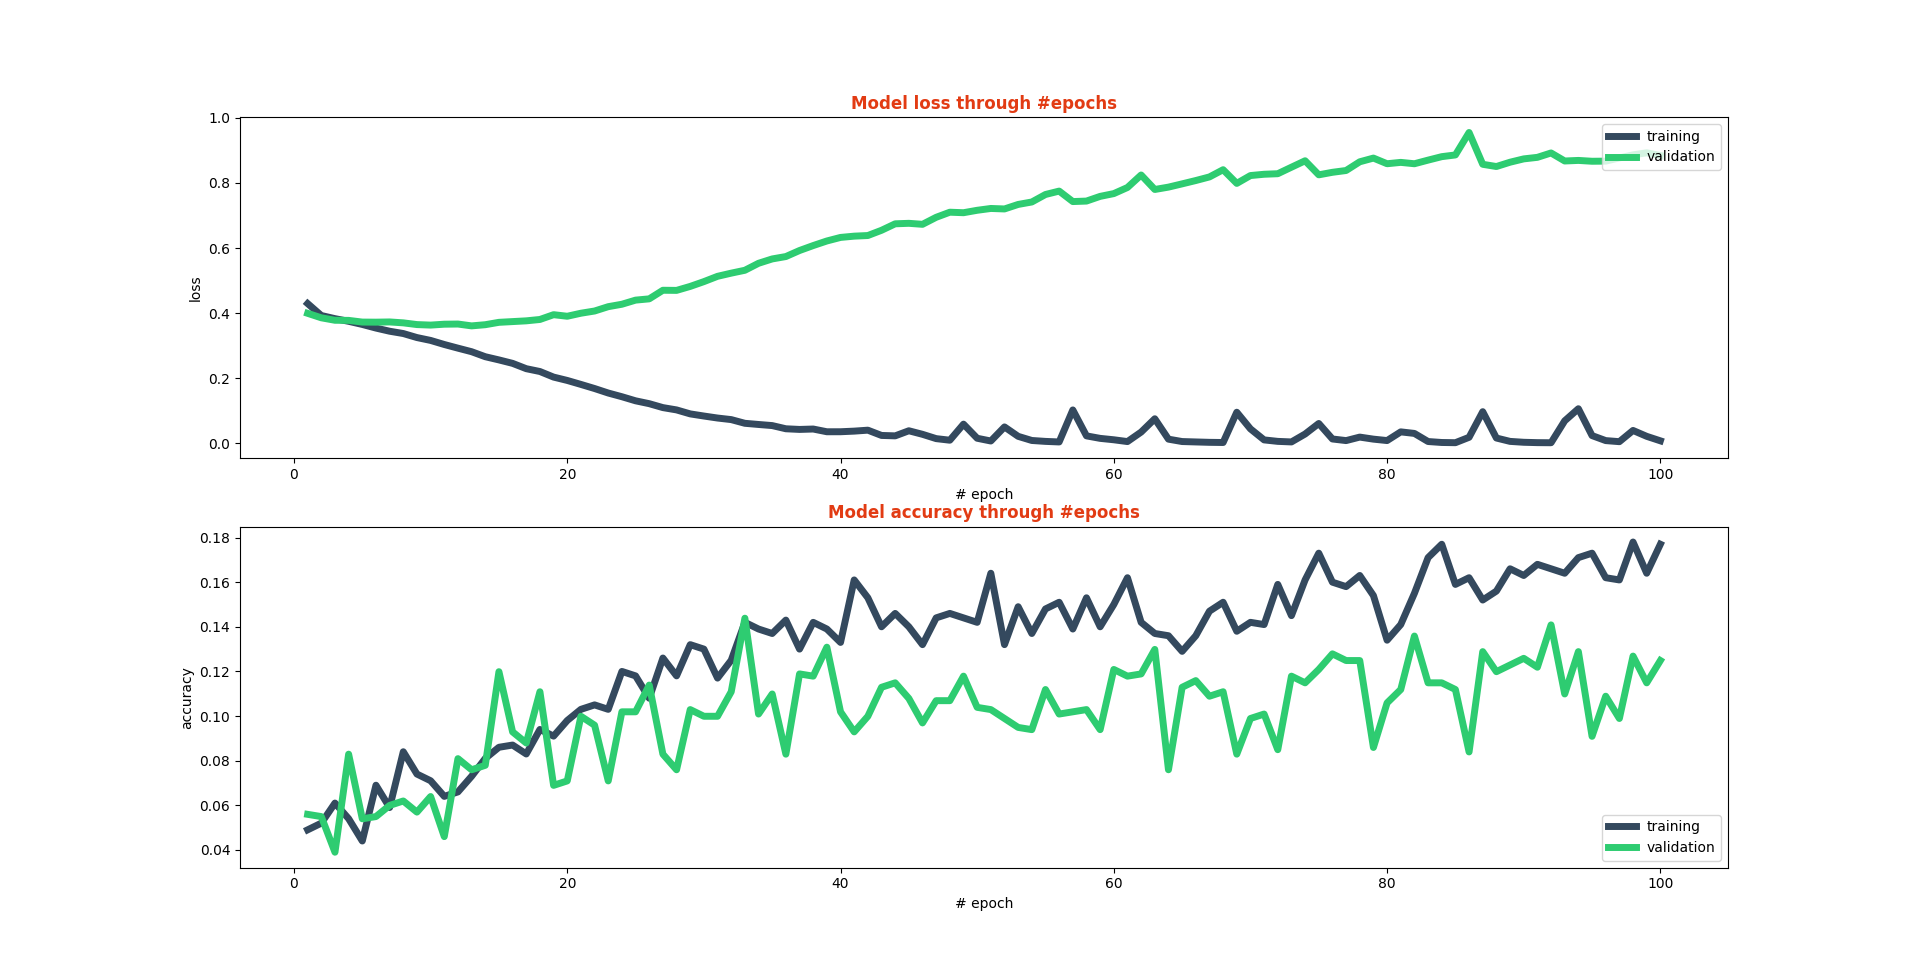 Model loss through #epochs
1.0
0.8
0.6
0.4
0.2
0.0
loss
training
validation
0 20 40 60 80 100
# epoch
Model accuracy through #epochs
0.18
0.16
0.14
0.12
0.10
0.08
0.06
0.04
accuracy
training
validation
0 20 40 60 80 100
# epoch